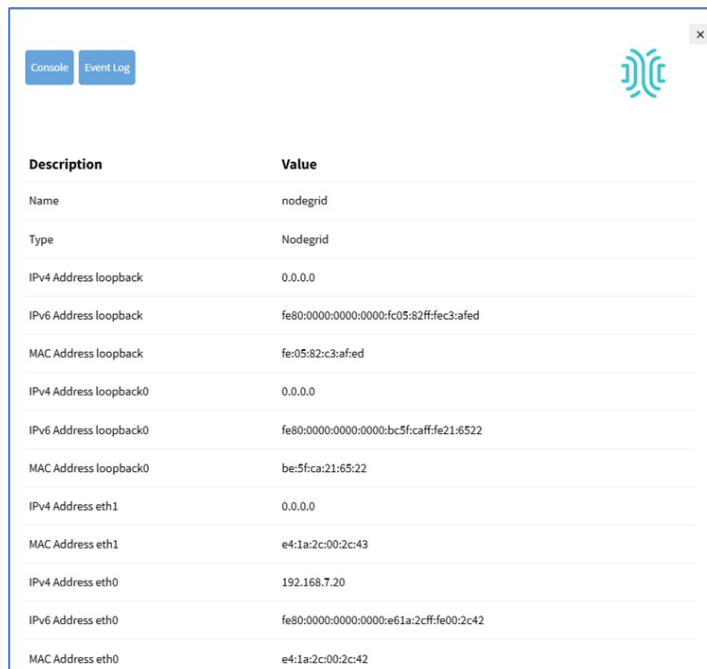 ×
Console Event Log
Description Value
Name nodegrid
Type Nodegrid
IPv4 Address loopback 0.0.0.0
IPv6 Address loopback fe80:0000:0000:0000:fc05:82ff:fec3:afed
MAC Address loopback fe:05:82:c3:af:ed
IPv4 Address loopback0 0.0.0.0
IPv6 Address loopback0 fe80:0000:0000:0000:bc5f:caff:fe21:6522
MAC Address loopback0 be:5f:ca:21:65:22
IPv4 Address eth1 0.0.0.0
MAC Address eth1 e4:1a:2c:00:2c:43
IPv4 Address eth0 192.168.7.20
IPv6 Address eth0 fe80:0000:0000:0000:e61a:2cff:fe00:2c42
MAC Address eth0 e4:1a:2c:00:2c:42